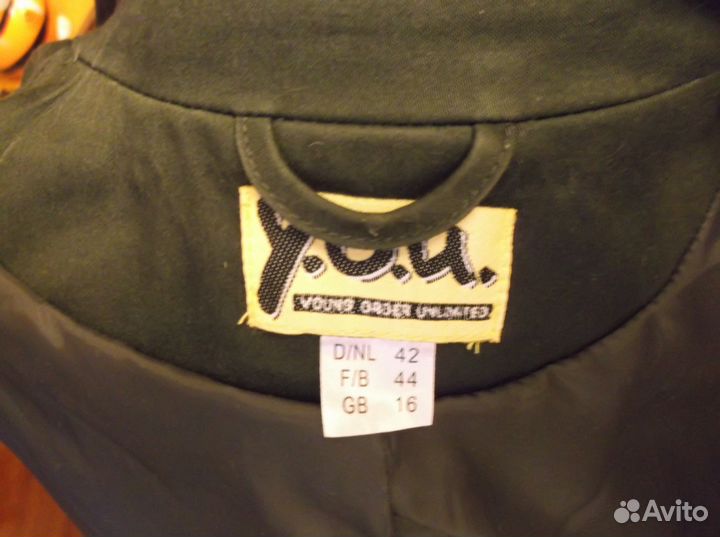 y.o.u.
YOUNG ORDER UNLIMITED
D/NL 42
F/B 44
GB 16
Avito